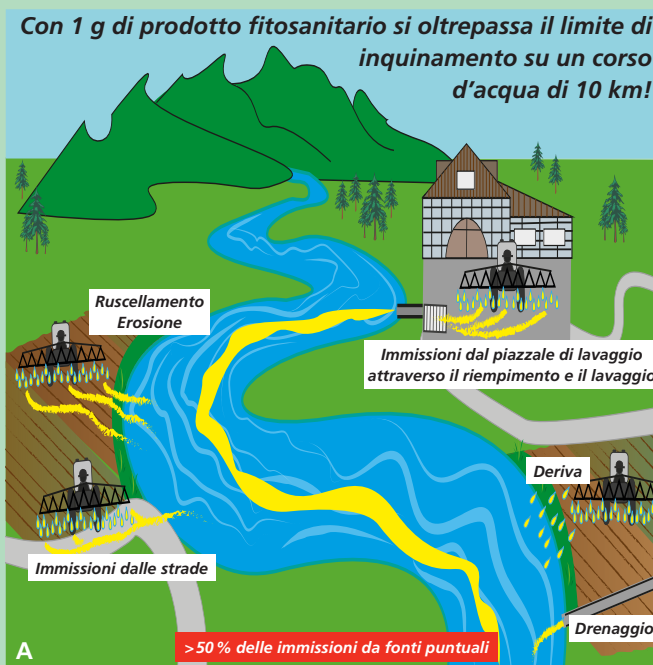 Con 1 g di prodotto fitosanitario si oltrepassa il limite di
inquinamento su un corso
d'acqua di 10 km!
Ruscellamento
Erosione
Immissioni dal piazzale di lavaggio
attraverso il riempimento e il lavaggio
Deriva
Immissioni dalle strade
Drenaggio
>50 % delle immissioni da fonti puntuali
A